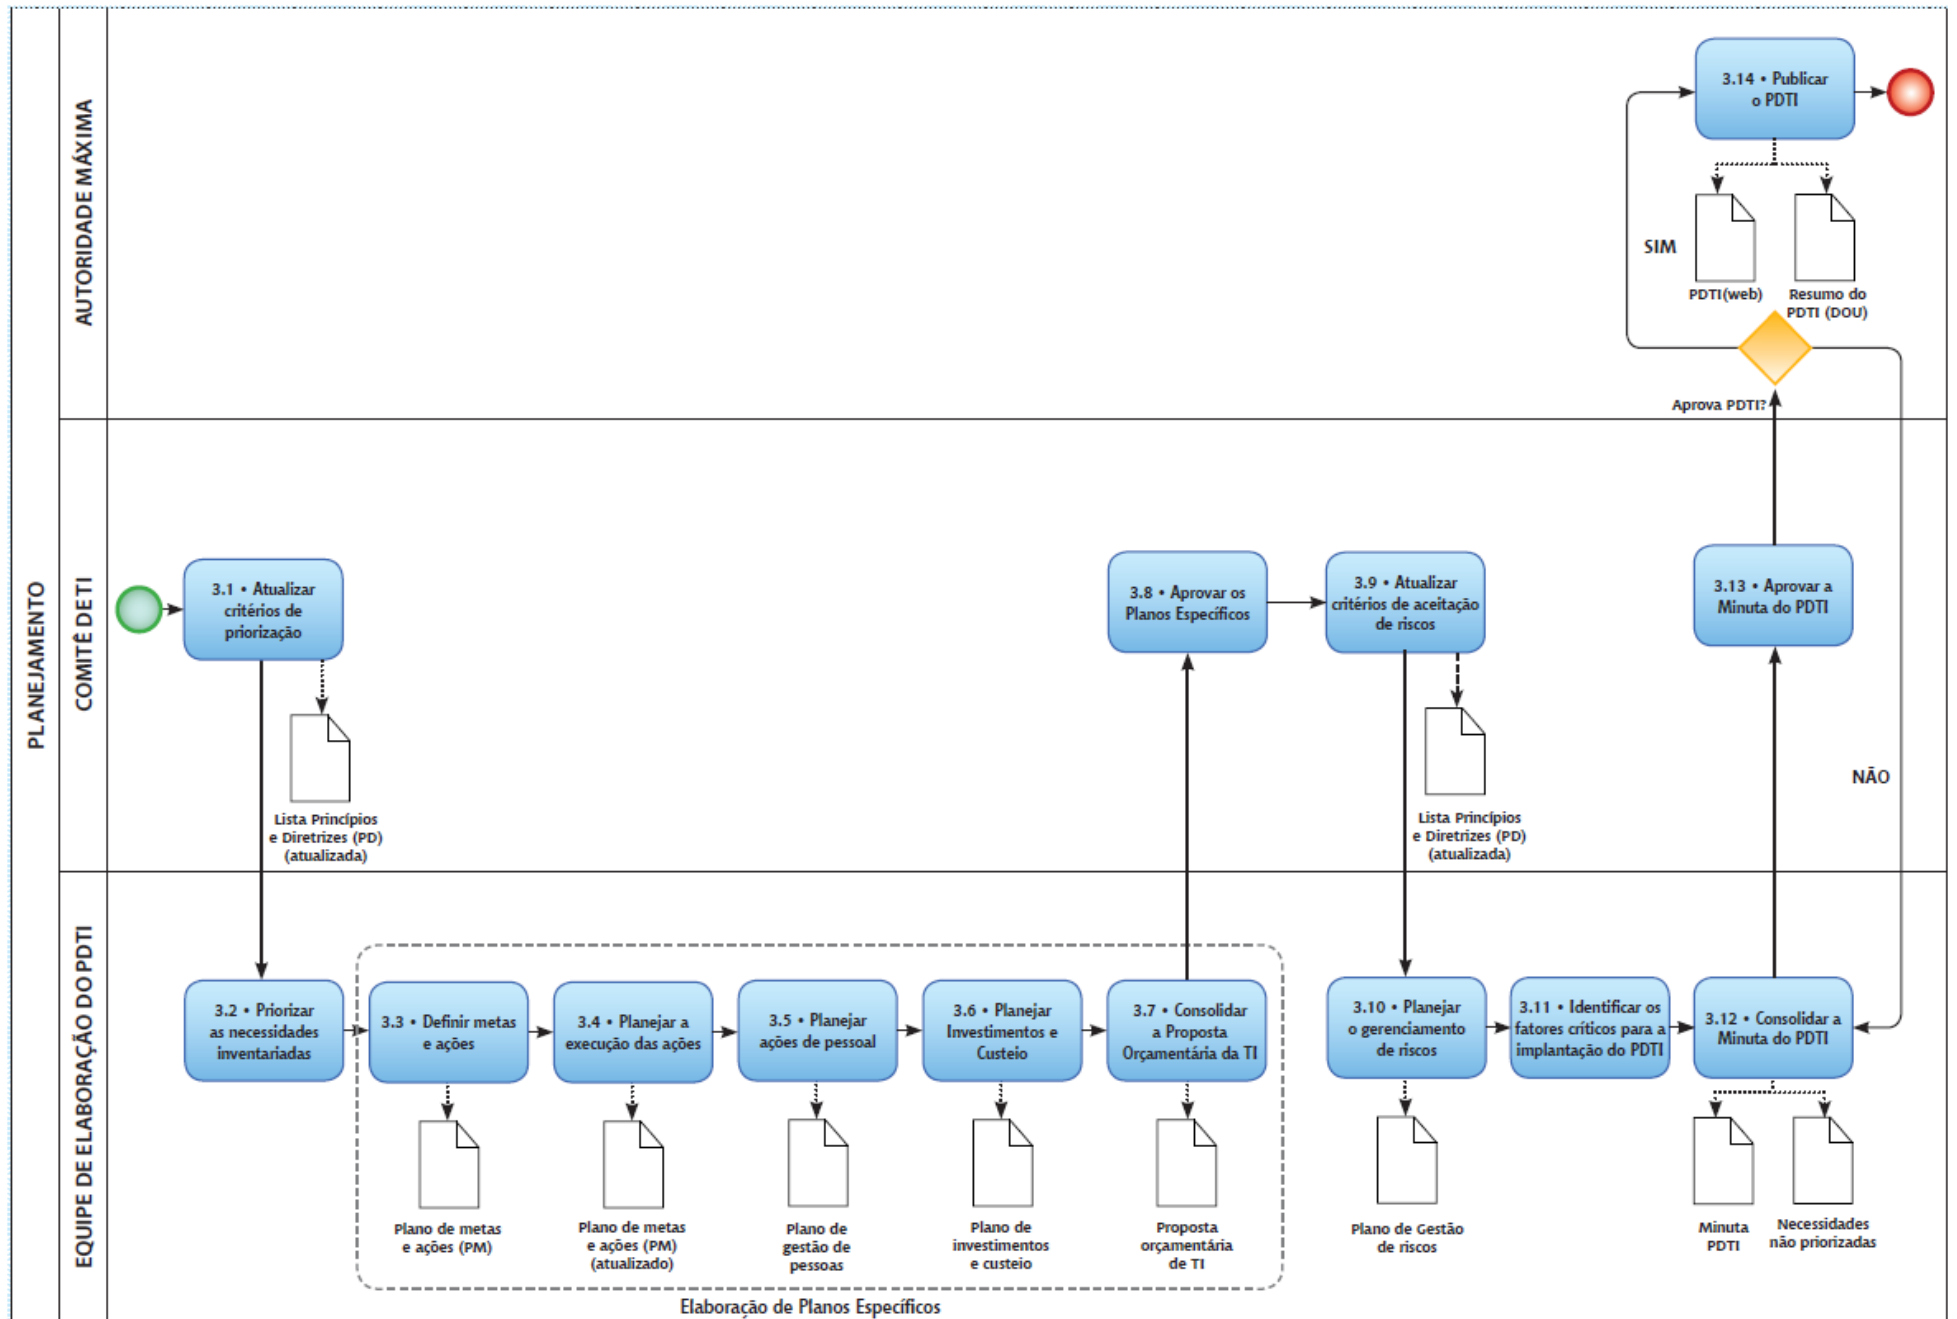 PLANEJAMENTO
AUTORIDADE MÁXIMA
3.14 • Publicar
o PDTI
SIM
PDTI(web)
Resumo do
PDTI (DOU)
Aprova PDTI?
COMITÊ DE TI
3.1 • Atualizar
critérios de
priorização
Lista Princípios
e Diretrizes (PD)
(atualizada)
3.8 • Aprovar os
Planos Específicos
3.9 • Atualizar
critérios de aceitação
de riscos
Lista Princípios
e Diretrizes (PD)
(atualizada)
3.13 • Aprovar a
Minuta do PDTI
NÃO
EQUIPE DE ELABORAÇÃO DO PDTI
3.2 • Priorizar
as necessidades
inventariadas
3.3 • Definir metas
e ações
3.4 • Planejar a
execução das ações
3.5 • Planejar
ações de pessoal
3.6 • Planejar
Investimentos e
Custeio
3.7 • Consolidar
a Proposta
Orçamentária da TI
3.10 • Planejar
o gerenciamento
de riscos
3.11 • Identificar os
fatores críticos para a
implantação do PDTI
3.12 • Consolidar a
Minuta do PDTI
Plano de metas
e ações (PM)
Plano de metas
e ações (PM)
(atualizado)
Plano de
gestão de
pessoas
Plano de
investimentos
e custeio
Proposta
orçamentária
de TI
Plano de Gestão
de riscos
Minuta
PDTI
Necessidades
não priorizadas
Elaboração de Planos Específicos